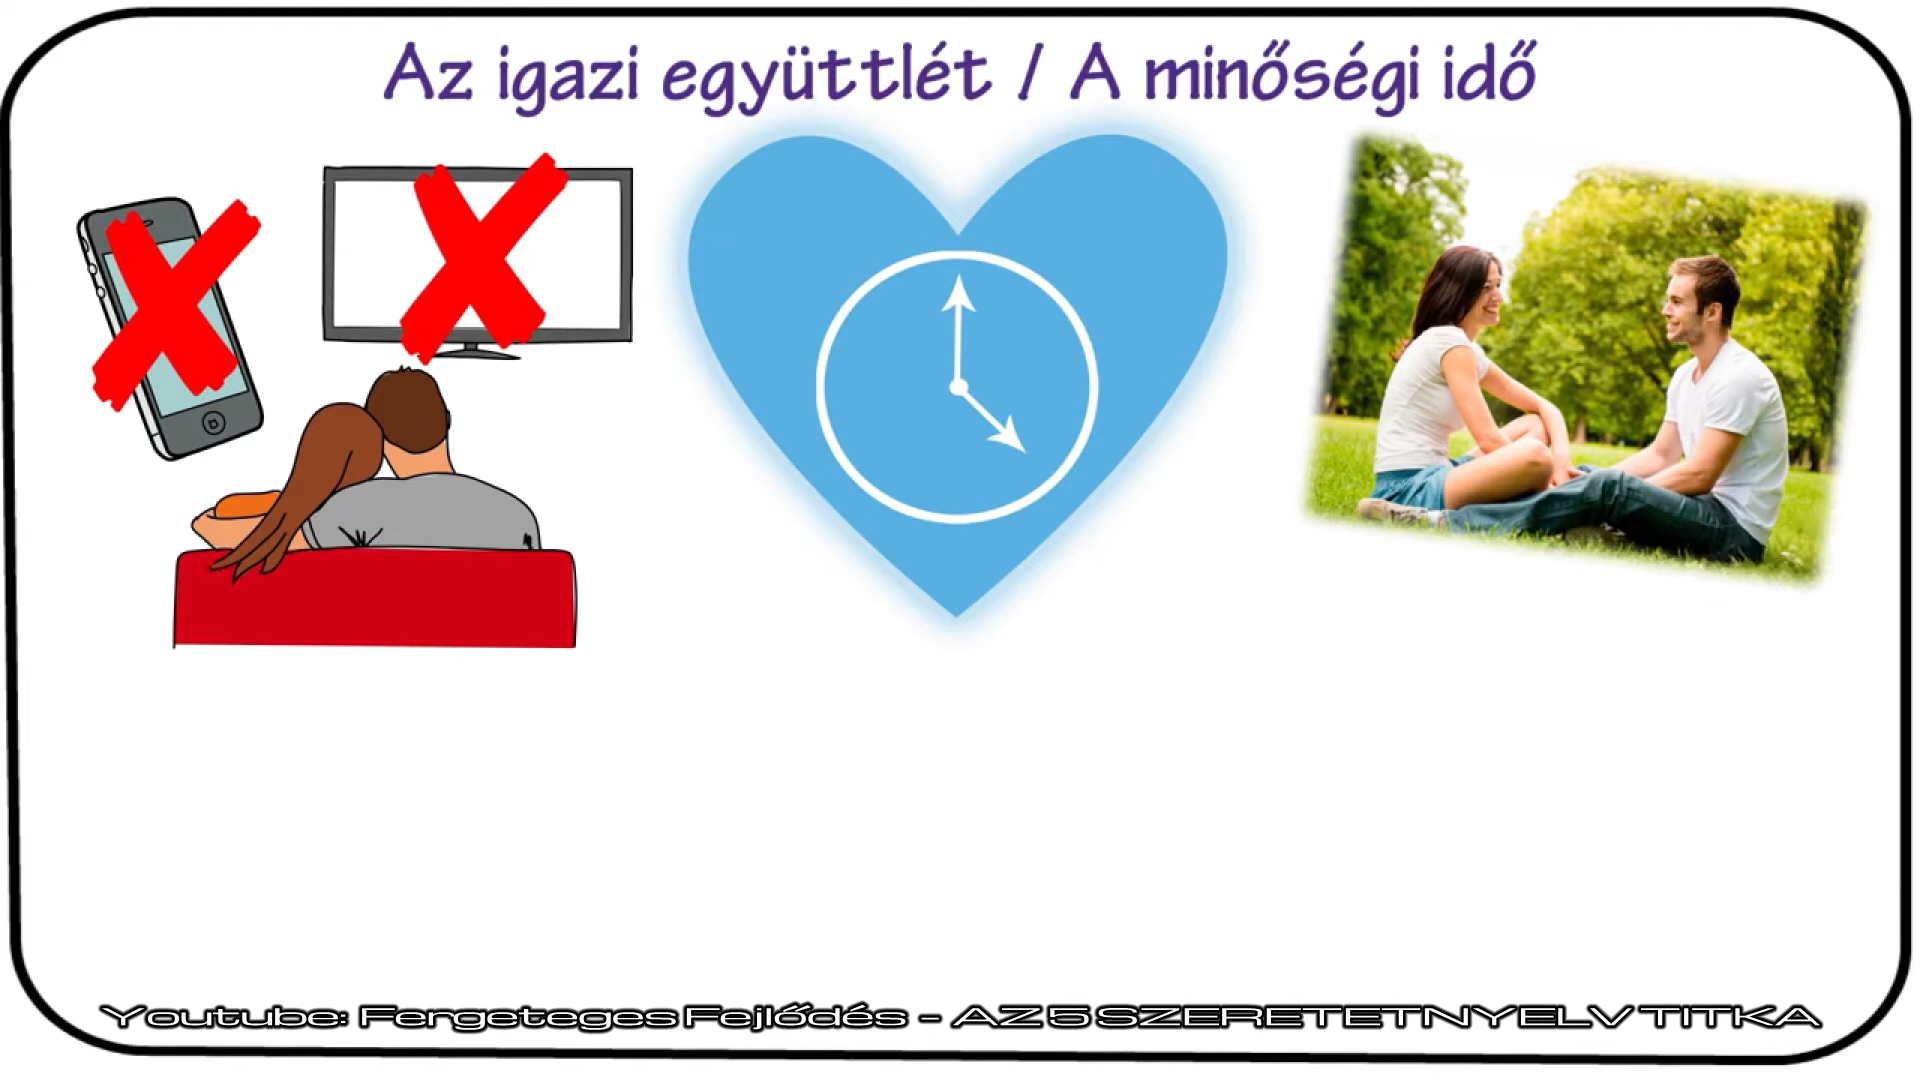 Az igazi együttlét / A minőségi idő
Youtube: Fergeteges Fejlődés - AZ 5 SZERETETNYELV TITKA